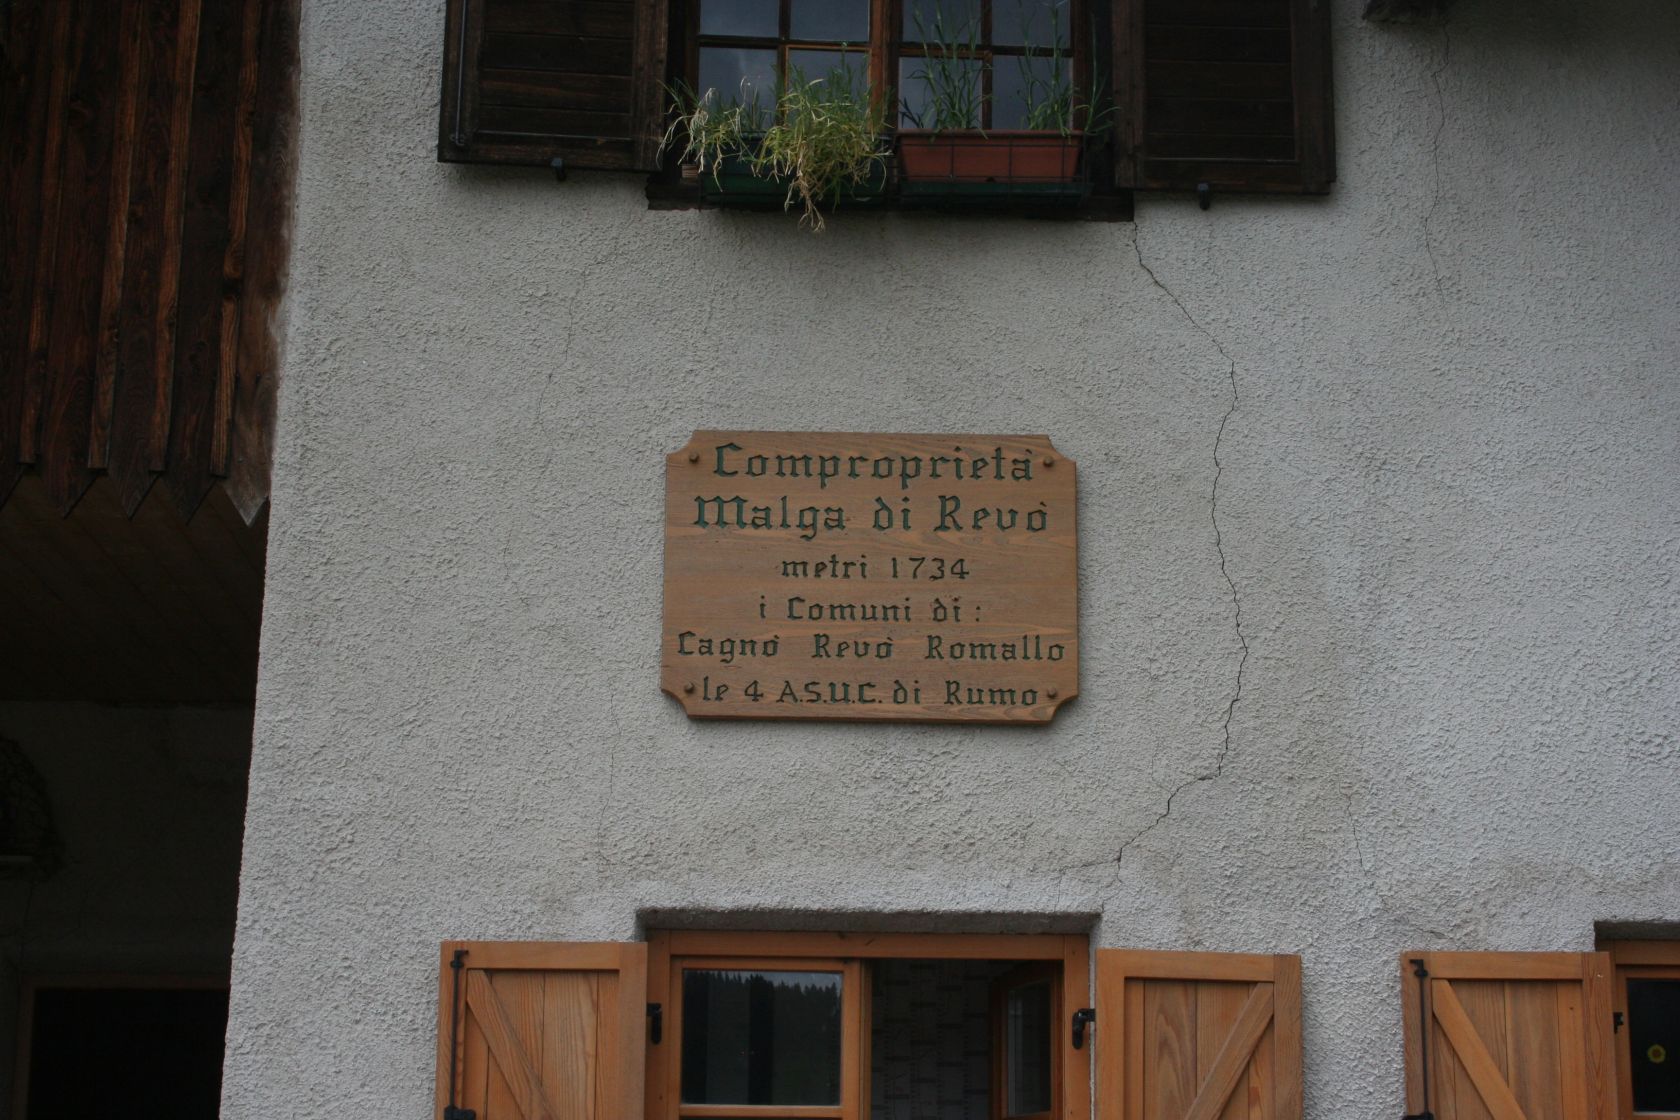 Comproprietà
Malga di Revò
metri 1734
i Comuni di :
Cagnò Revò Romallo
le 4 A.S.U.C. di Rumo